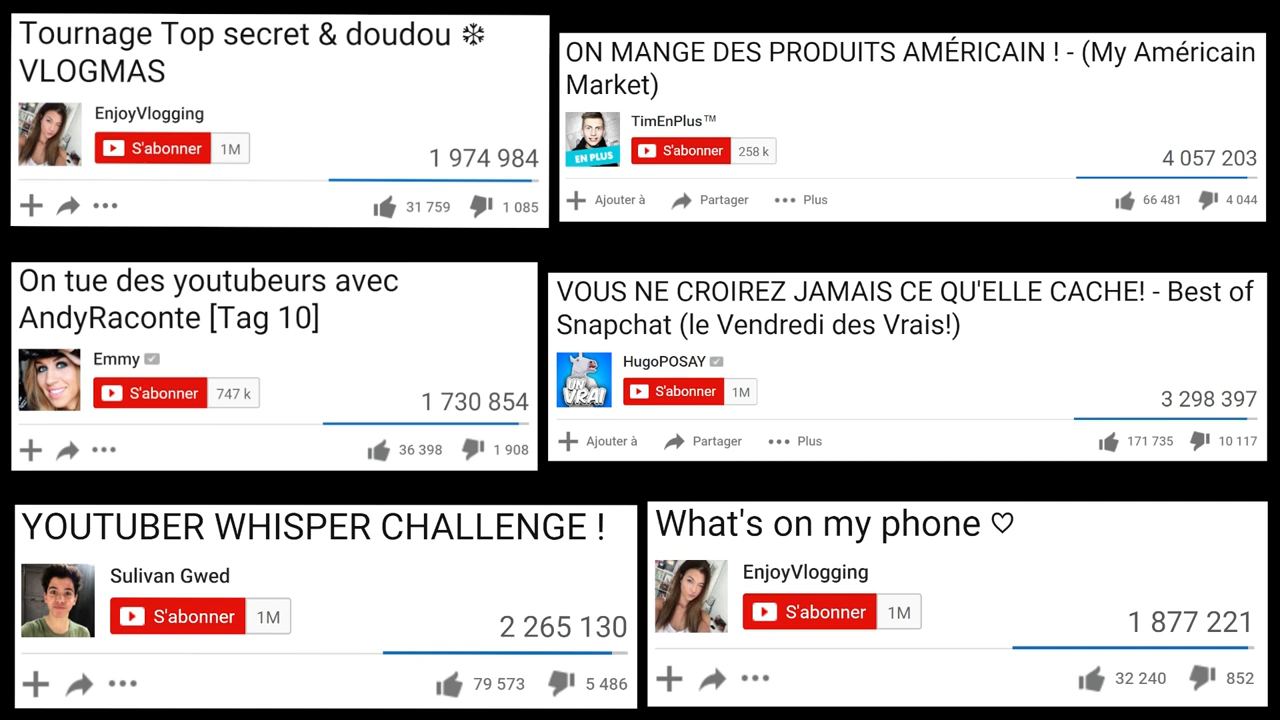 Tournage Top secret & doudou ❄
VLOGMAS
EnjoyVlogging
S'abonner 1M
1 974 984
31 759 1 085
ON MANGE DES PRODUITS AMÉRICAIN ! - (My Américain
Market)
TimEnPlus™
EN PLUS
S'abonner 258 k
4 057 203
Ajouter à Partager Plus
66 481 4 044
On tue des youtubeurs avec
AndyRaconte [Tag 10]
Emmy
S'abonner 747 k
1 730 854
36 398 1 908
VOUS NE CROIREZ JAMAIS CE QU'ELLE CACHE! - Best of
Snapchat (le Vendredi des Vrais!)
HugoPOSAY
UN
VRAI
S'abonner 1M
3 298 397
Ajouter à Partager Plus
171 735 10 117
YOUTUBER WHISPER CHALLENGE !
Sulivan Gwed
S'abonner 1M
2 265 130
79 573 5 486
What's on my phone ♡
EnjoyVlogging
S'abonner 1M
1 877 221
32 240 852